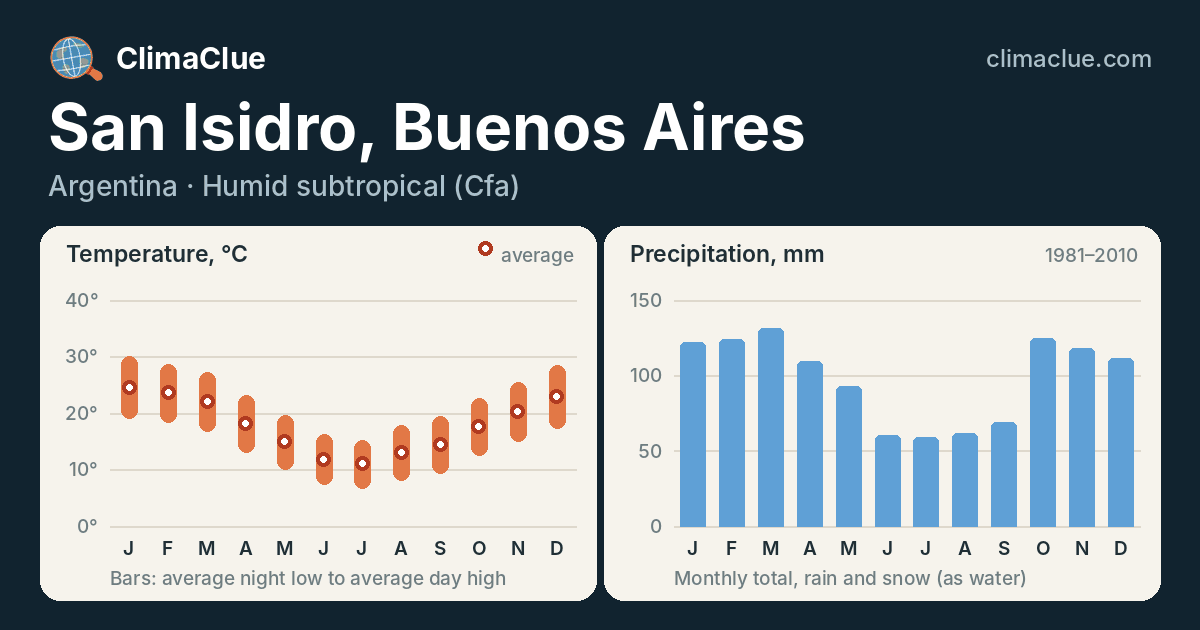 ClimaClue
climaclue.com
San Isidro, Buenos Aires
Argentina · Humid subtropical (Cfa)
Temperature, °C
average
40°
30°
20°
10°
0°
J F M A M J J A S O N D
Bars: average night low to average day high
Precipitation, mm
1981–2010
150
100
50
0
J F M A M J J A S O N D
Monthly total, rain and snow (as water)